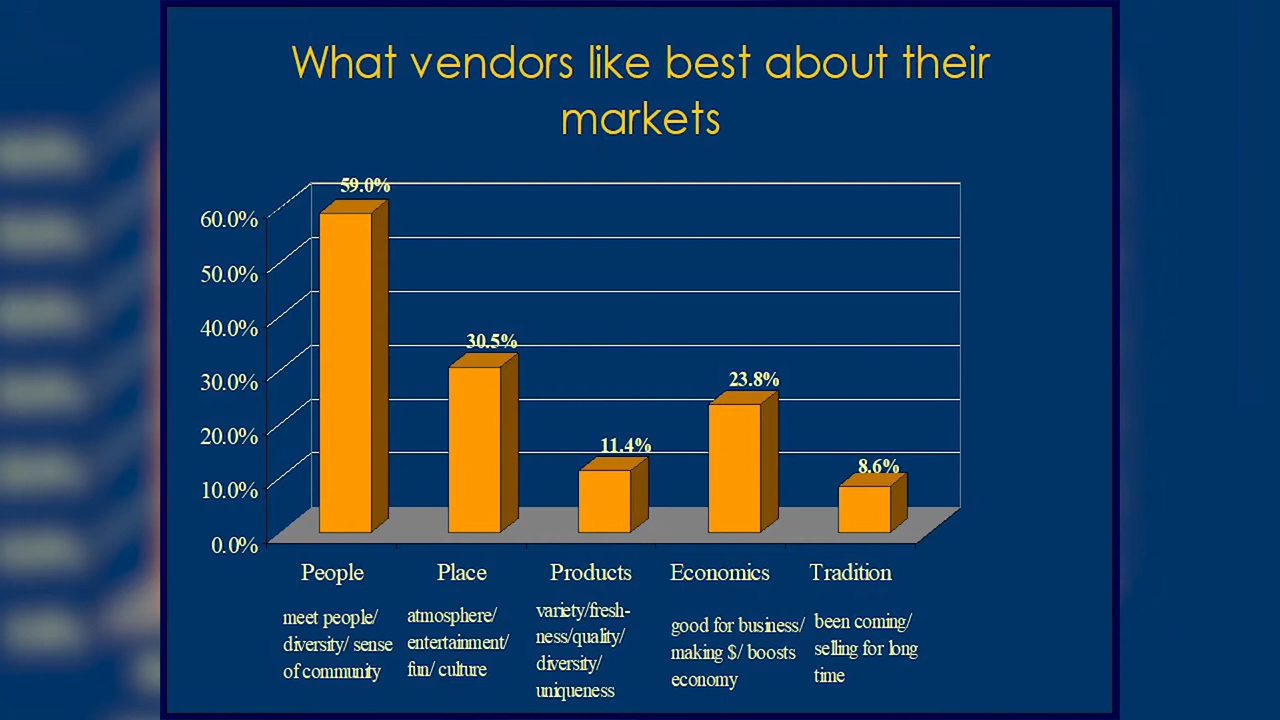 What vendors like best about their
markets
59.0%
30.5%
11.4%
23.8%
8.6%
60.0%
50.0%
40.0%
30.0%
20.0%
10.0%
0.0%
People
Place
Products
Economics
Tradition
meet people/
diversity/ sense
of community
atmosphere/
entertainment/
fun/ culture
variety/fresh-
ness/quality/
diversity/
uniqueness
good for business/
making $/ boosts
economy
been coming/
selling for long
time